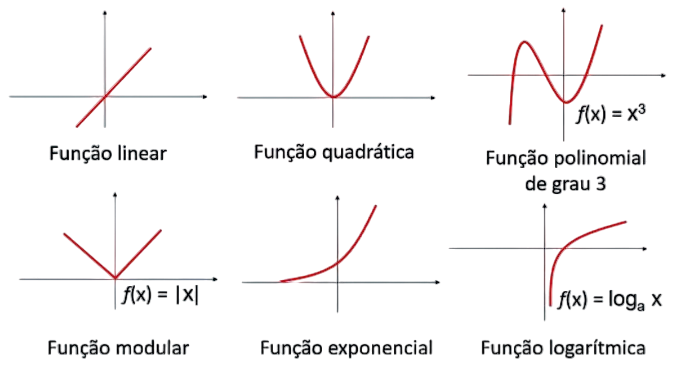 f(x) = x³
Função linear
Função quadrática
Função polinomial
de grau 3
f(x) = |x|
f(x) = logₐ x
Função modular
Função exponencial
Função logarítmica